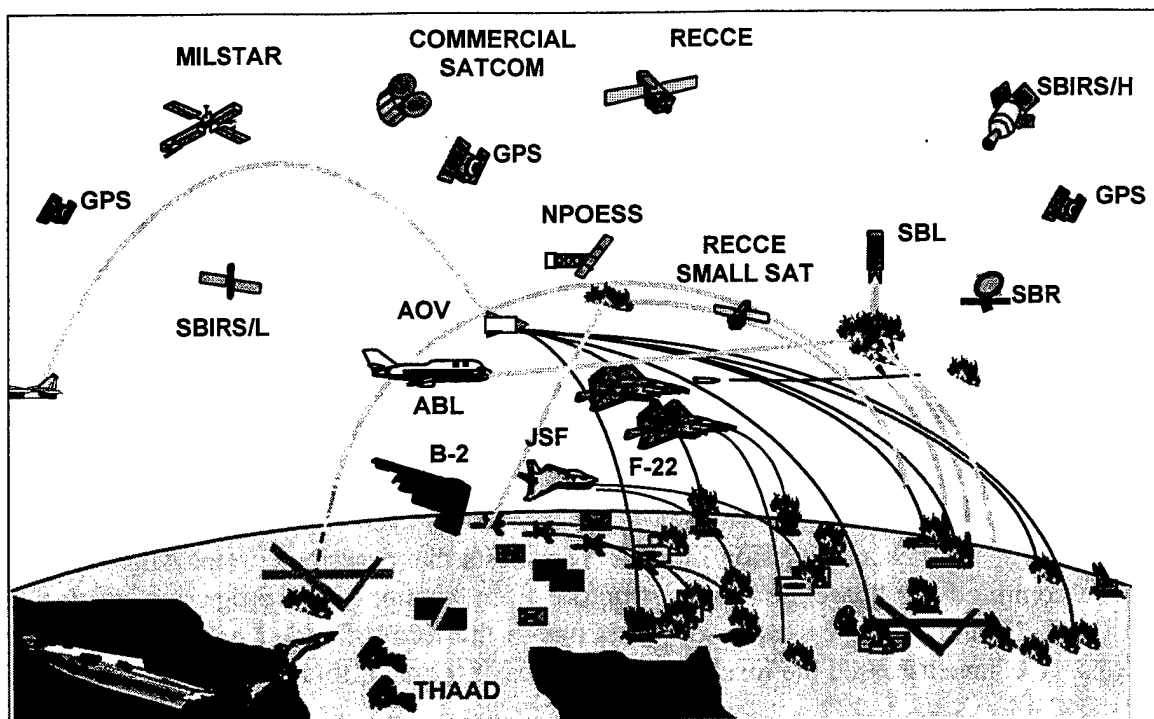 MILSTAR
COMMERCIAL
SATCOM
RECCE
SBIRS/H
GPS
GPS
GPS
NPOESS
RECCE
SMALL SAT
SBL
SBR
SBIRS/L
AOV
ABL
JSF
B-2
F-22
THAAD